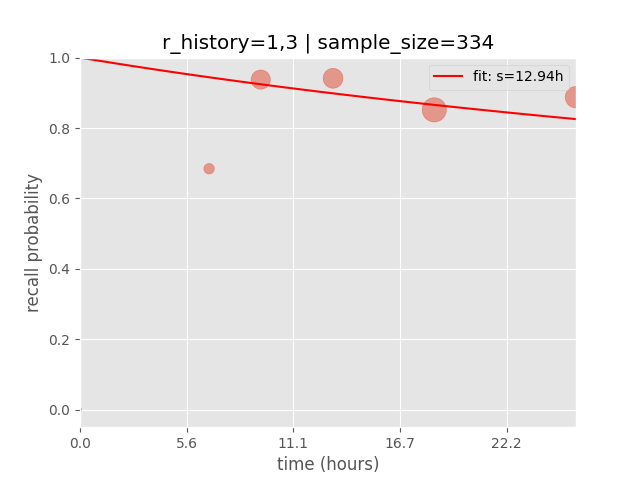 r_history=1,3 | sample_size=334
fit: s=12.94h
recall probability
1.0
0.8
0.6
0.4
0.2
0.0
0.0 5.6 11.1 16.7 22.2
time (hours)